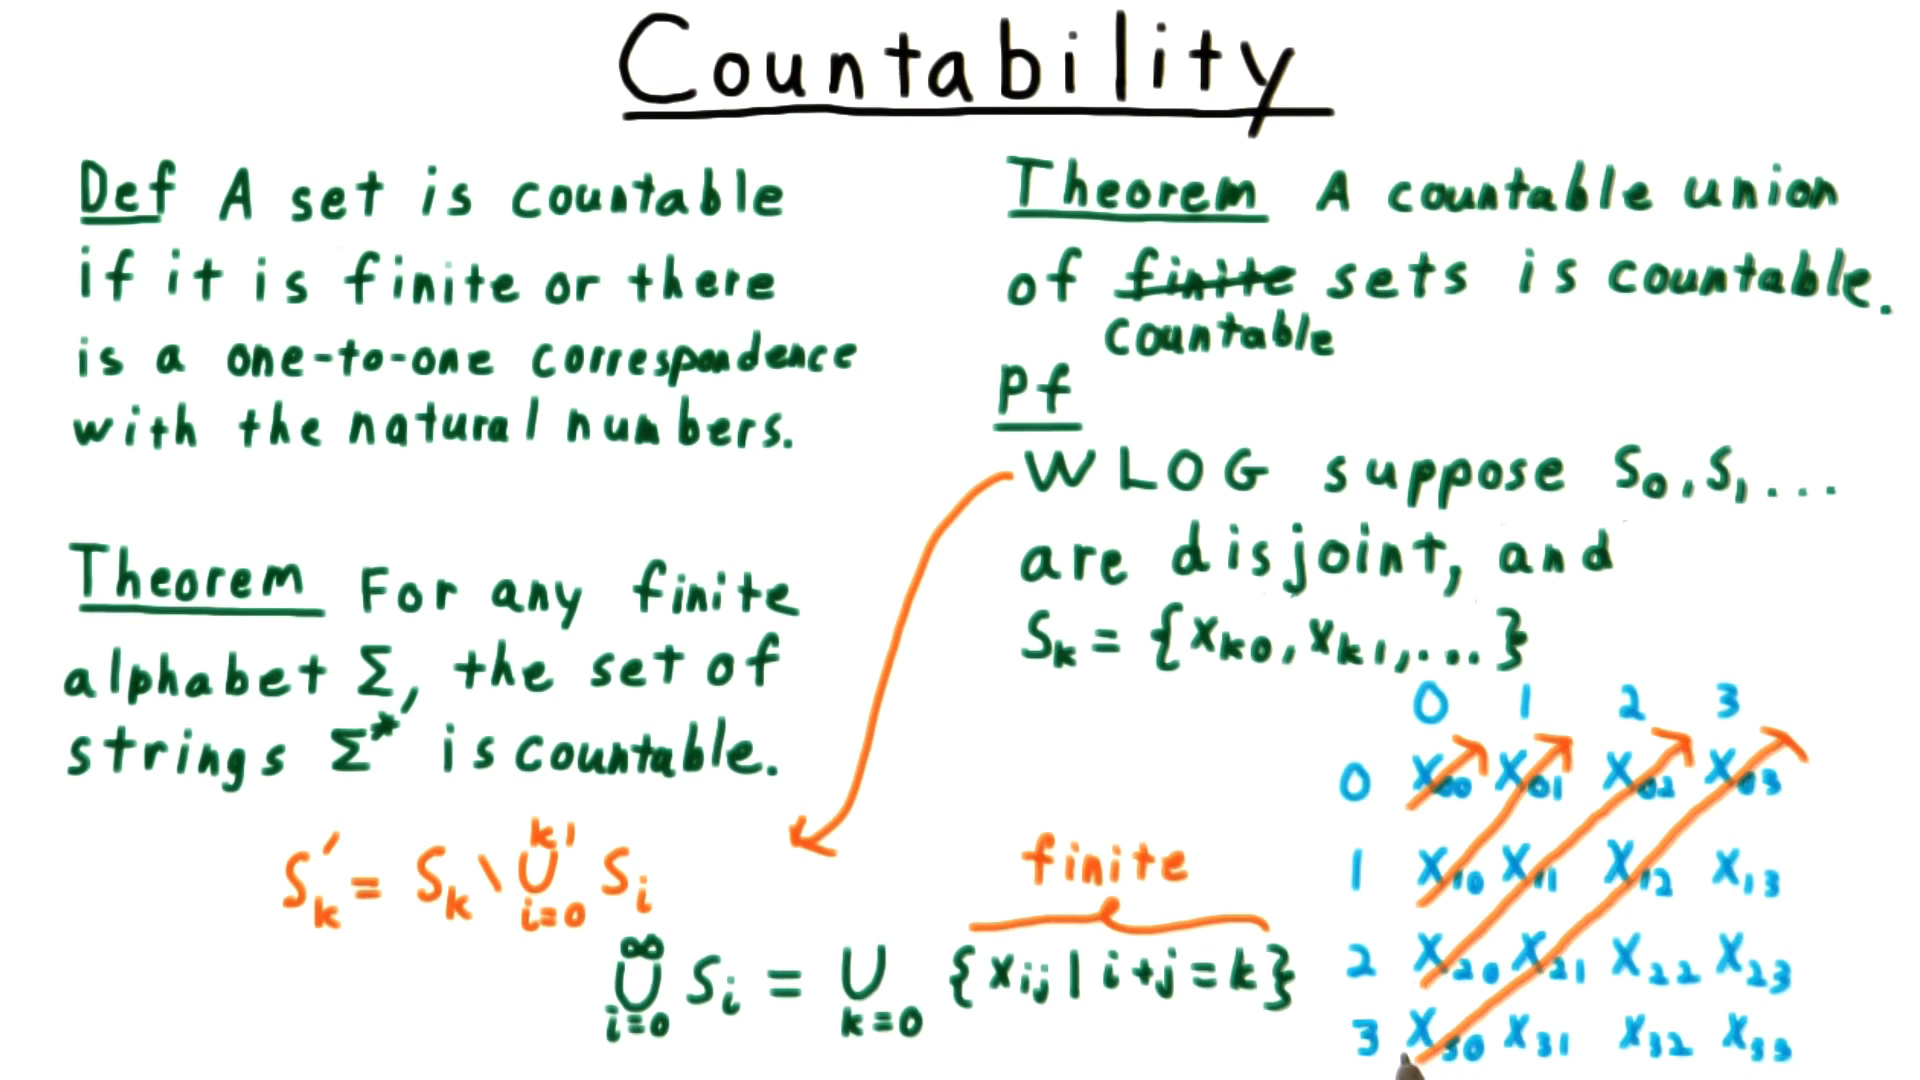 Countability
Def A set is countable
if it is finite or there
is a one-to-one correspondence
with the natural numbers.
Theorem For any finite
alphabet Σ, the set of
strings Σ* is countable.
S'k = Sk \ k' ∪ i=0 Si
Theorem A countable union
of finite sets is countable.
countable
Pf
WLOG suppose S0, S1, ...
are disjoint, and
Sk = {xk0, xk1, ...}
finite
∞ ∪ i=0 Si = ∪ k=0 {xij | i+j=k}
0 1 2 3
0 x00 x01 x02 x03
1 x10 x11 x12 x13
2 x20 x21 x22 x23
3 x30 x31 x32 x33